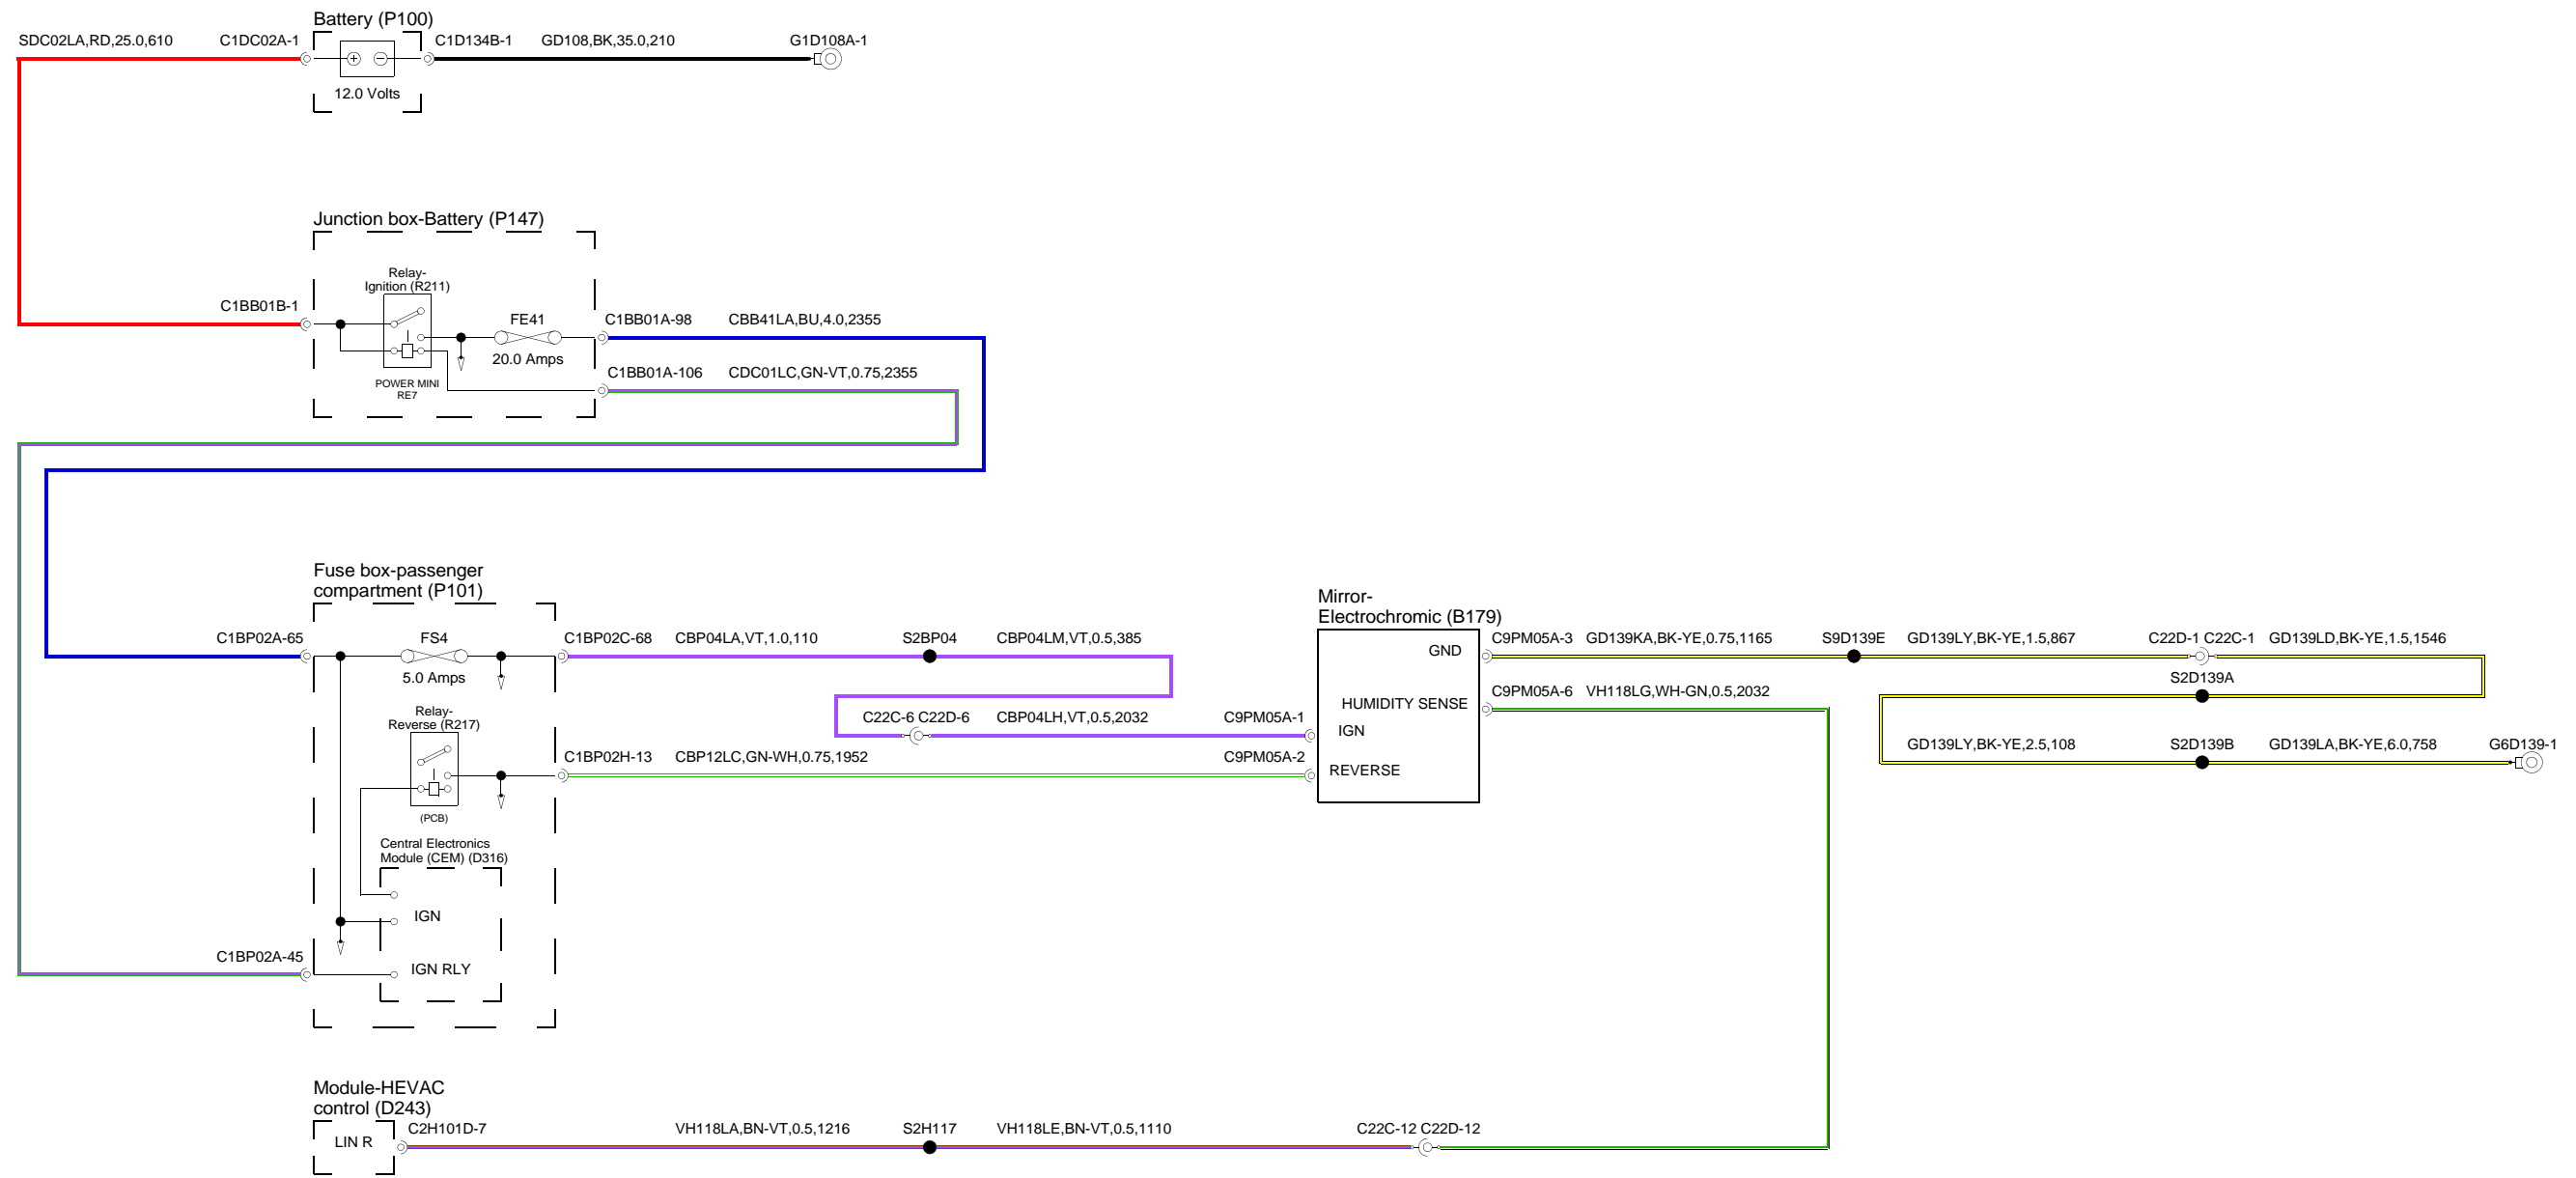 Battery (P100)
SDC02LA,RD,25.0,610
C1DC02A-1
C1D134B-1
GD108,BK,35.0,210
G1D108A-1
12.0 Volts
Junction box-Battery (P147)
Relay-
Ignition (R211)
C1BB01B-1
FE41
20.0 Amps
C1BB01A-98
CBB41LA,BU,4.0,2355
C1BB01A-106
CDC01LC,GN-VT,0.75,2355
POWER MINI
RE7
Fuse box-passenger
compartment (P101)
C1BP02A-65
FS4
5.0 Amps
C1BP02C-68
CBP04LA,VT,1.0,110
S2BP04
CBP04LM,VT,0.5,385
Relay-
Reverse (R217)
(PCB)
C22C-6 C22D-6
CBP04LH,VT,0.5,2032
C9PM05A-1
C1BP02H-13
CBP12LC,GN-WH,0.75,1952
C9PM05A-2
Mirror-
Electrochromic (B179)
GND
HUMIDITY SENSE
IGN
REVERSE
C9PM05A-3
GD139KA,BK-YE,0.75,1165
S9D139E
GD139LY,BK-YE,1.5,867
C22D-1 C22C-1
GD139LD,BK-YE,1.5,1546
S2D139A
C9PM05A-6
VH118LG,WH-GN,0.5,2032
GD139LY,BK-YE,2.5,108
S2D139B
GD139LA,BK-YE,6.0,758
G6D139-1
Central Electronics
Module (CEM) (D316)
IGN
C1BP02A-45
IGN RLY
Module-HEVAC
control (D243)
LIN R
C2H101D-7
VH118LA,BN-VT,0.5,1216
S2H117
VH118LE,BN-VT,0.5,1110
C22C-12 C22D-12